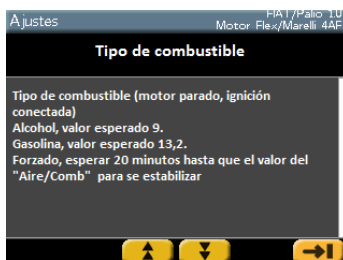 Ajustes
FIAT/Palio 1.0
Motor Flex/Marelli 4AF
Tipo de combustible
Tipo de combustible (motor parado, ignición
conectada)
Alcohol, valor esperado 9.
Gasolina, valor esperado 13,2.
Forzado, esperar 20 minutos hasta que el valor del
"Aire/Comb" para se estabilizar